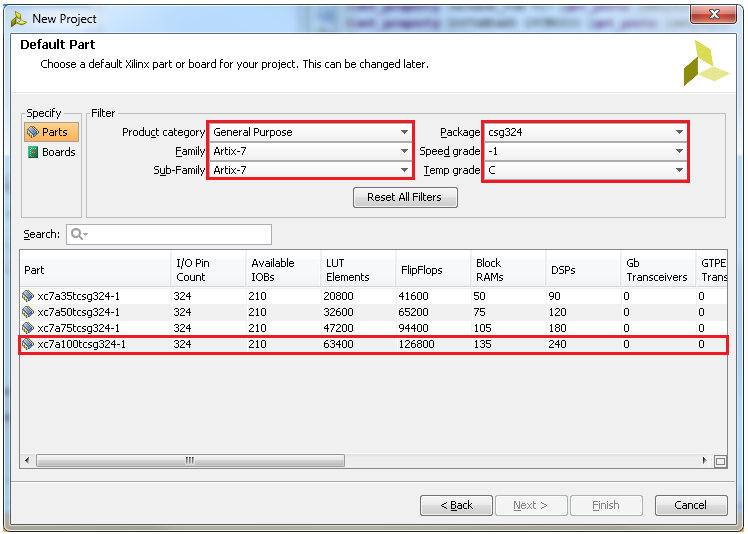 New Project
Default Part
Choose a default Xilinx part or board for your project. This can be changed later.
Specify
Parts
Boards
Filter
Product category General Purpose Package csg324
Family Artix-7 Speed grade -1
Sub-Family Artix-7 Temp grade C
Reset All Filters
Search:
Part I/O Pin Count Available IOBs LUT Elements FlipFlops Block RAMs DSPs Gb Transceivers GTPE Trans
xc7a35tcsg324-1 324 210 20800 41600 50 90 0 0
xc7a50tcsg324-1 324 210 32600 65200 75 120 0 0
xc7a75tcsg324-1 324 210 47200 94400 105 180 0 0
xc7a100tcsg324-1 324 210 63400 126800 135 240 0 0
< Back Next > Finish Cancel